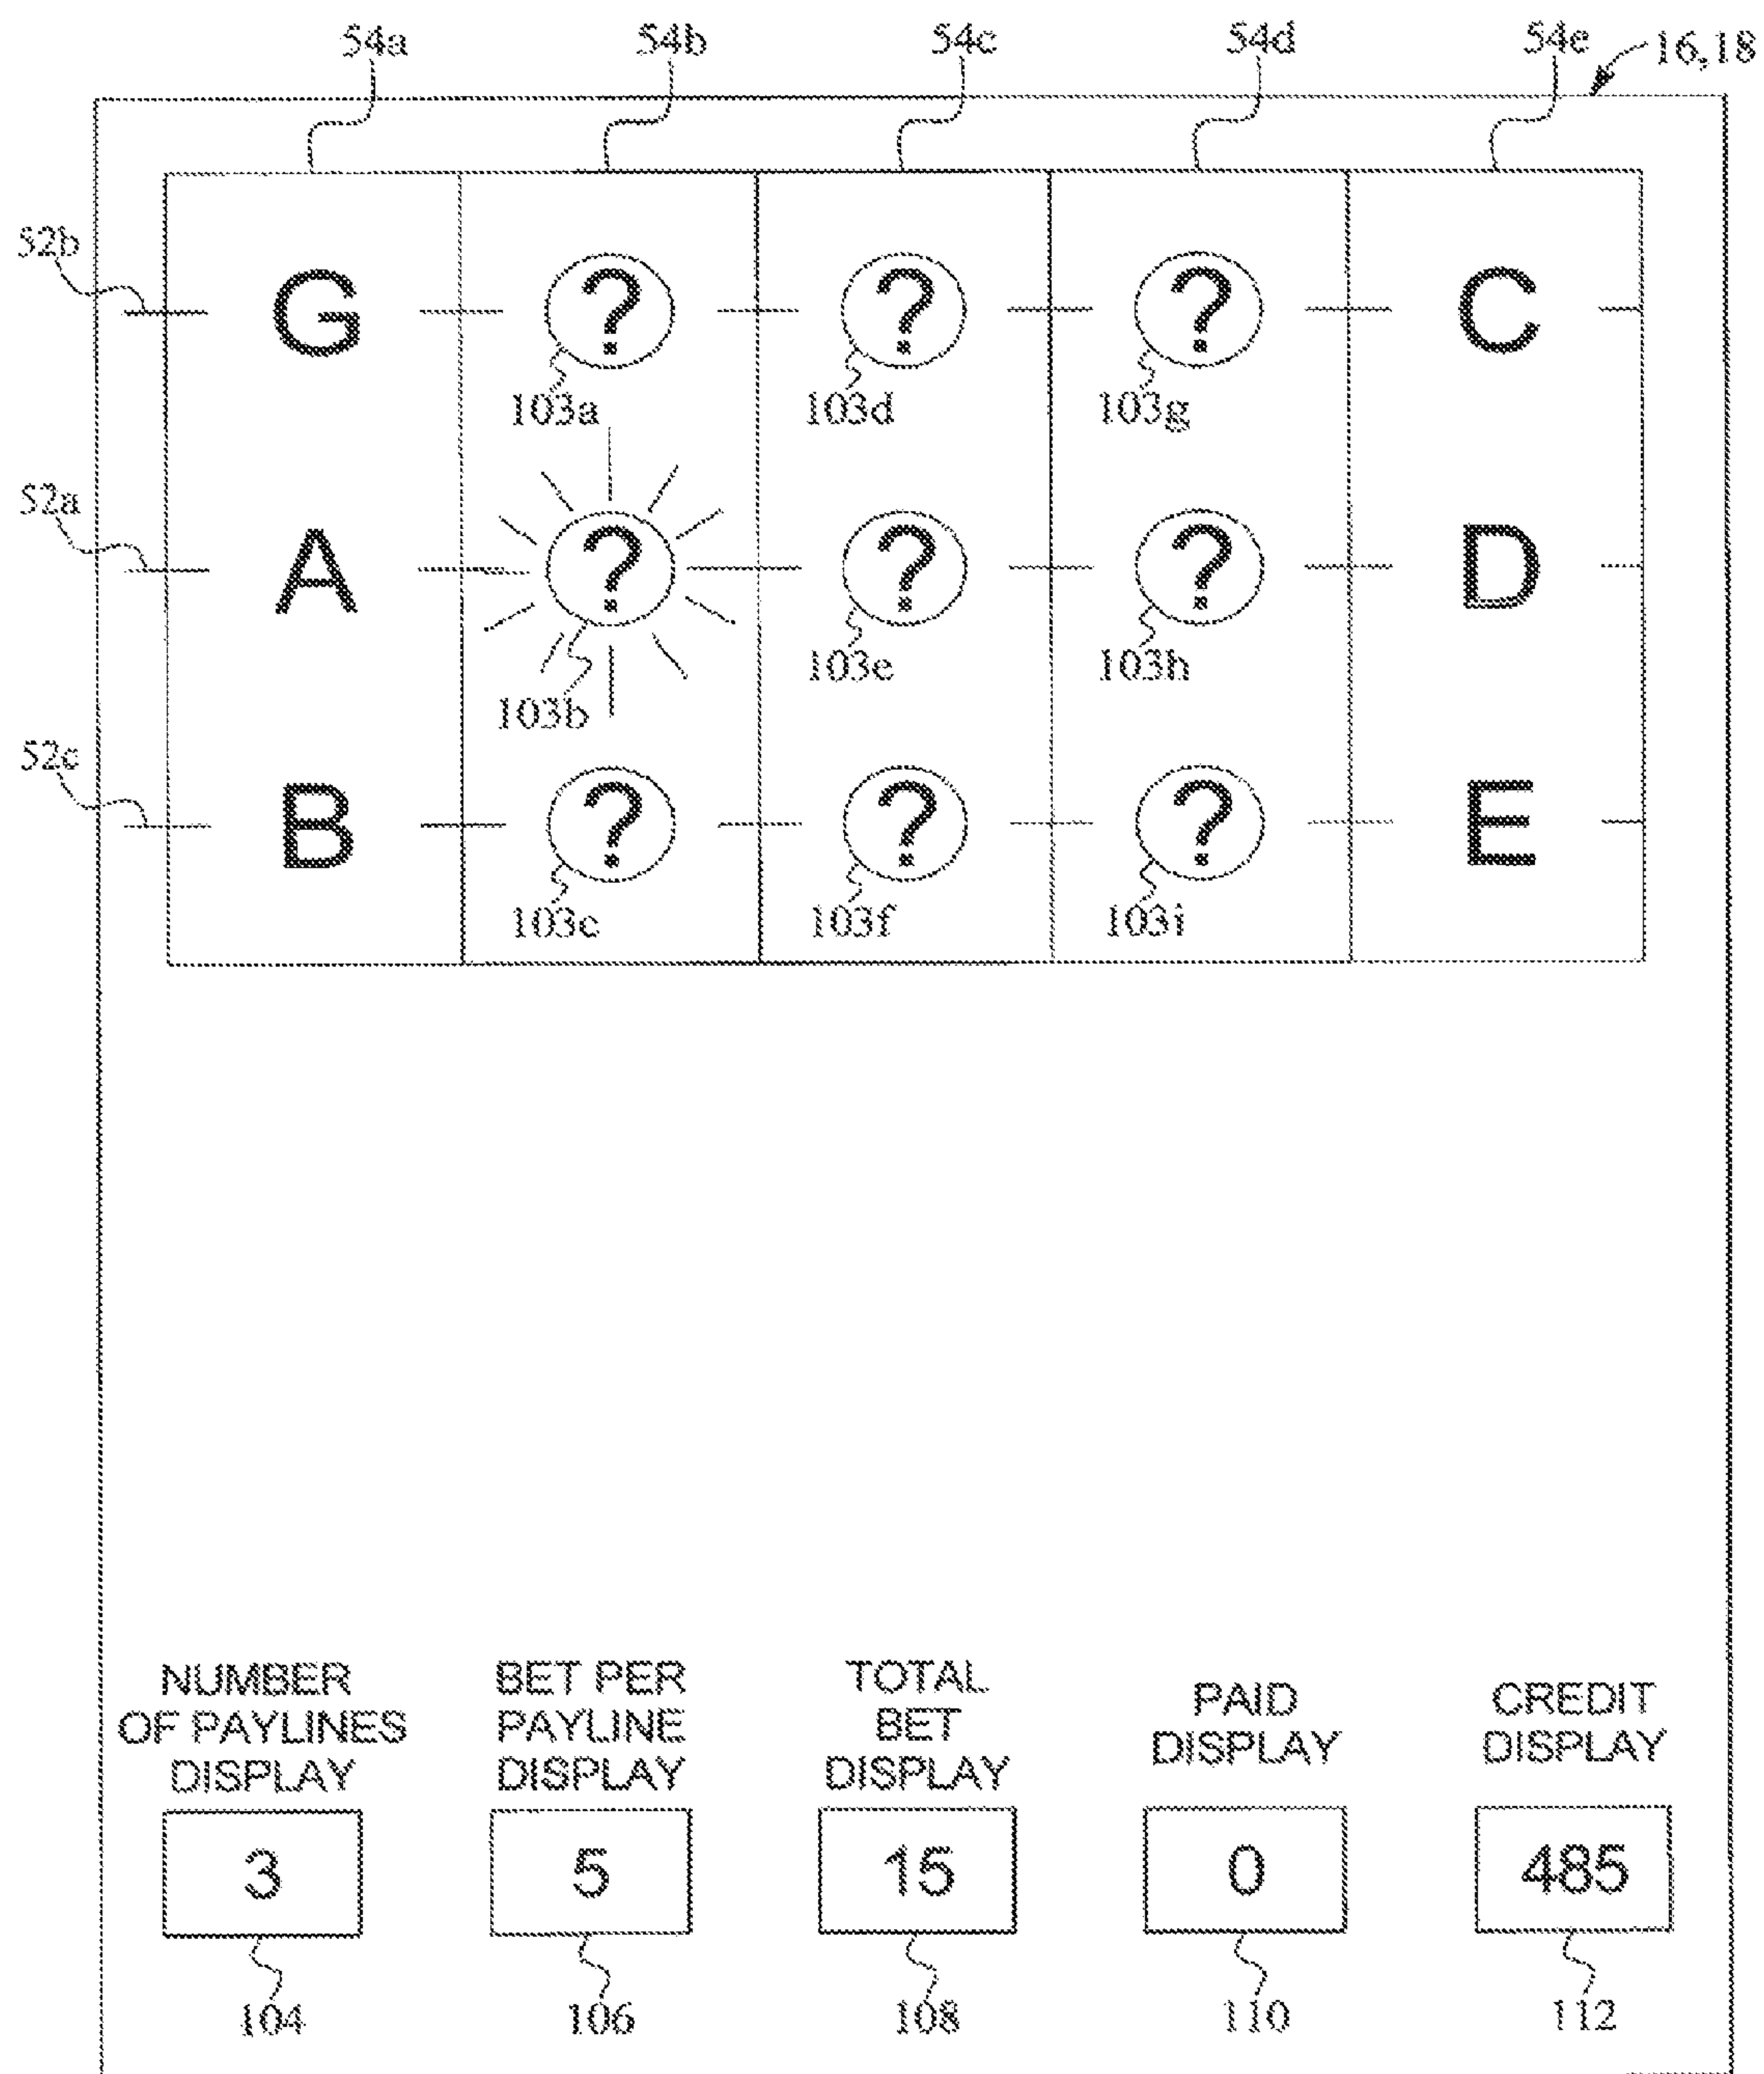 54a 54b 54c 54d 54e 16,18
52b G ? ? ? C
103a 103d 103g
52a A ? ? ? D
103b 103e 103h
52c B ? ? ? E
103c 103f 103i
NUMBER
OF PAYLINES
DISPLAY
3
104
BET PER
PAYLINE
DISPLAY
5
106
TOTAL
BET
DISPLAY
15
108
PAID
DISPLAY
0
110
CREDIT
DISPLAY
485
112